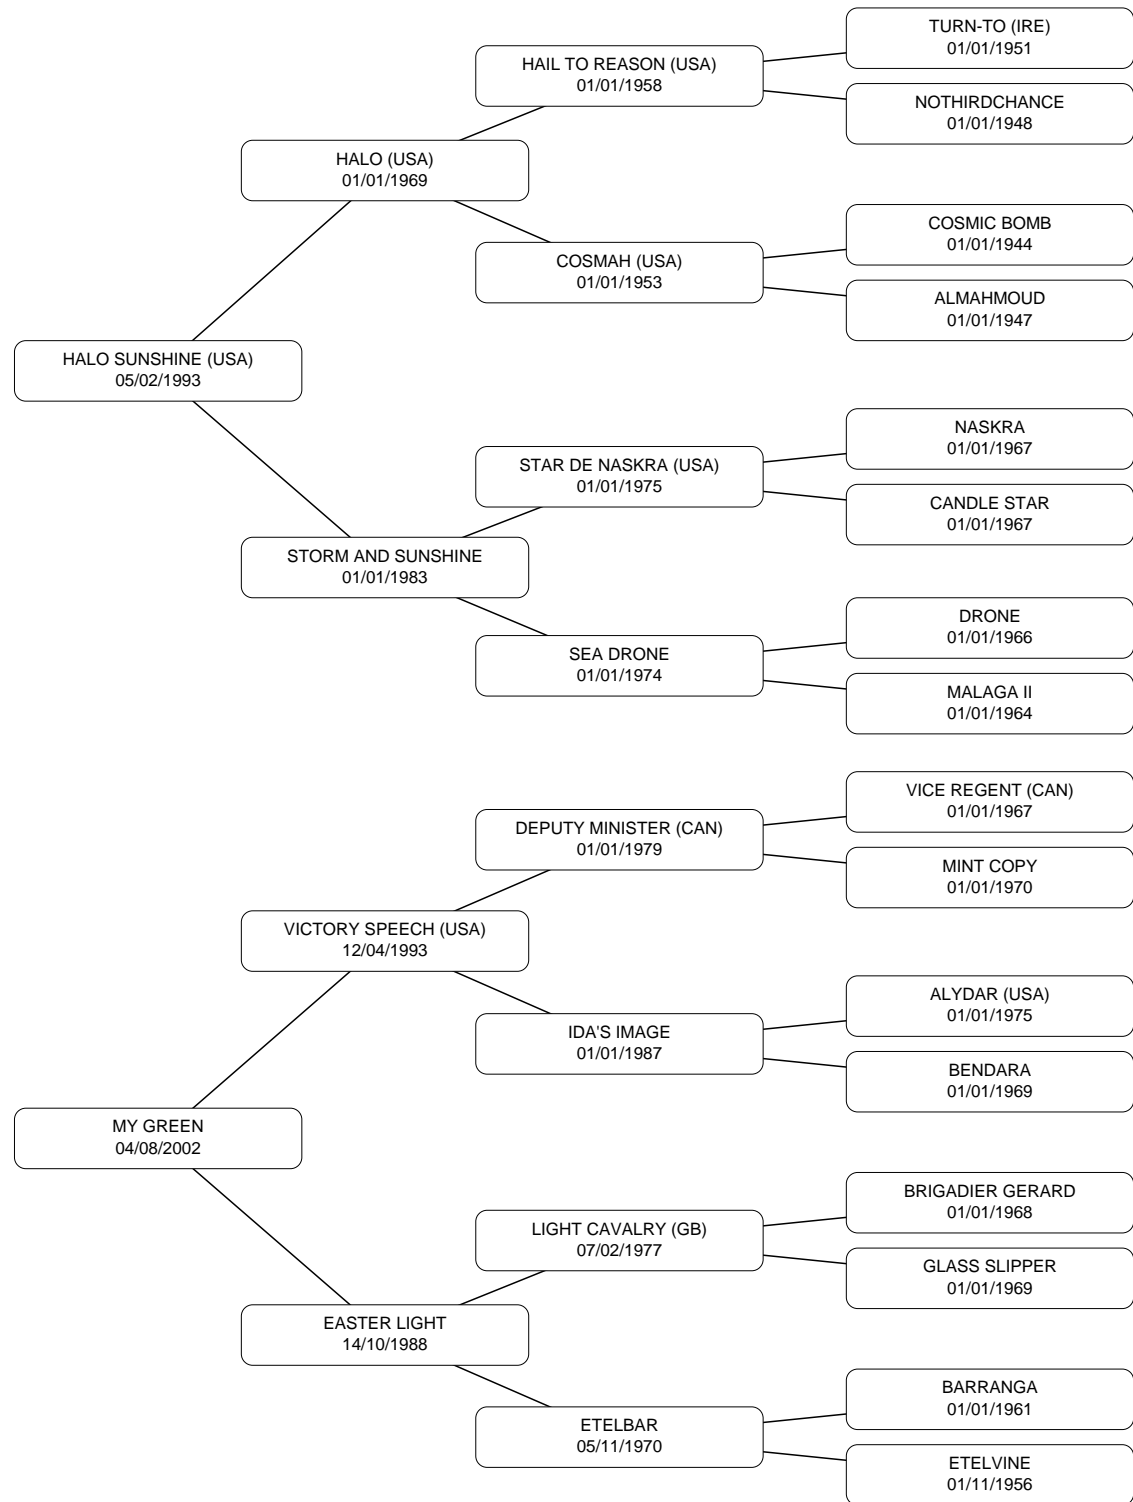 TURN-TO (IRE)
01/01/1951
HAIL TO REASON (USA)
01/01/1958
NOTHIRDCHANCE
01/01/1948
HALO (USA)
01/01/1969
COSMIC BOMB
01/01/1944
COSMAH (USA)
01/01/1953
ALMAHMOUD
01/01/1947
HALO SUNSHINE (USA)
05/02/1993
NASKRA
01/01/1967
STAR DE NASKRA (USA)
01/01/1975
CANDLE STAR
01/01/1967
STORM AND SUNSHINE
01/01/1983
DRONE
01/01/1966
SEA DRONE
01/01/1974
MALAGA II
01/01/1964
VICE REGENT (CAN)
01/01/1967
DEPUTY MINISTER (CAN)
01/01/1979
MINT COPY
01/01/1970
VICTORY SPEECH (USA)
12/04/1993
ALYDAR (USA)
01/01/1975
IDA'S IMAGE
01/01/1987
BENDARA
01/01/1969
MY GREEN
04/08/2002
BRIGADIER GERARD
01/01/1968
LIGHT CAVALRY (GB)
07/02/1977
GLASS SLIPPER
01/01/1969
EASTER LIGHT
14/10/1988
BARRANGA
01/01/1961
ETELBAR
05/11/1970
ETELVINE
01/11/1956